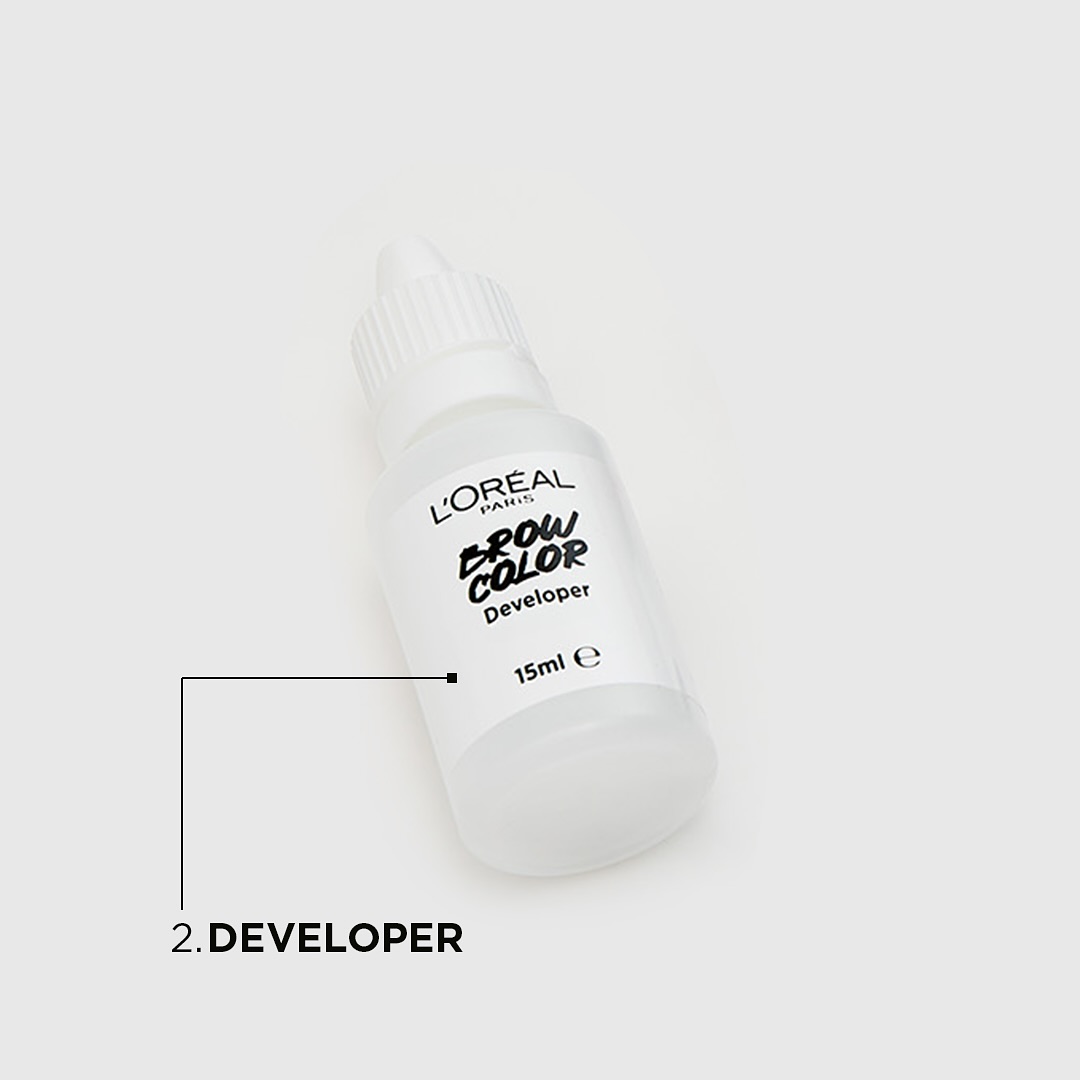 L'ORÉAL
PARIS
BROW
COLOR
Developer
15ml ℮
2. DEVELOPER